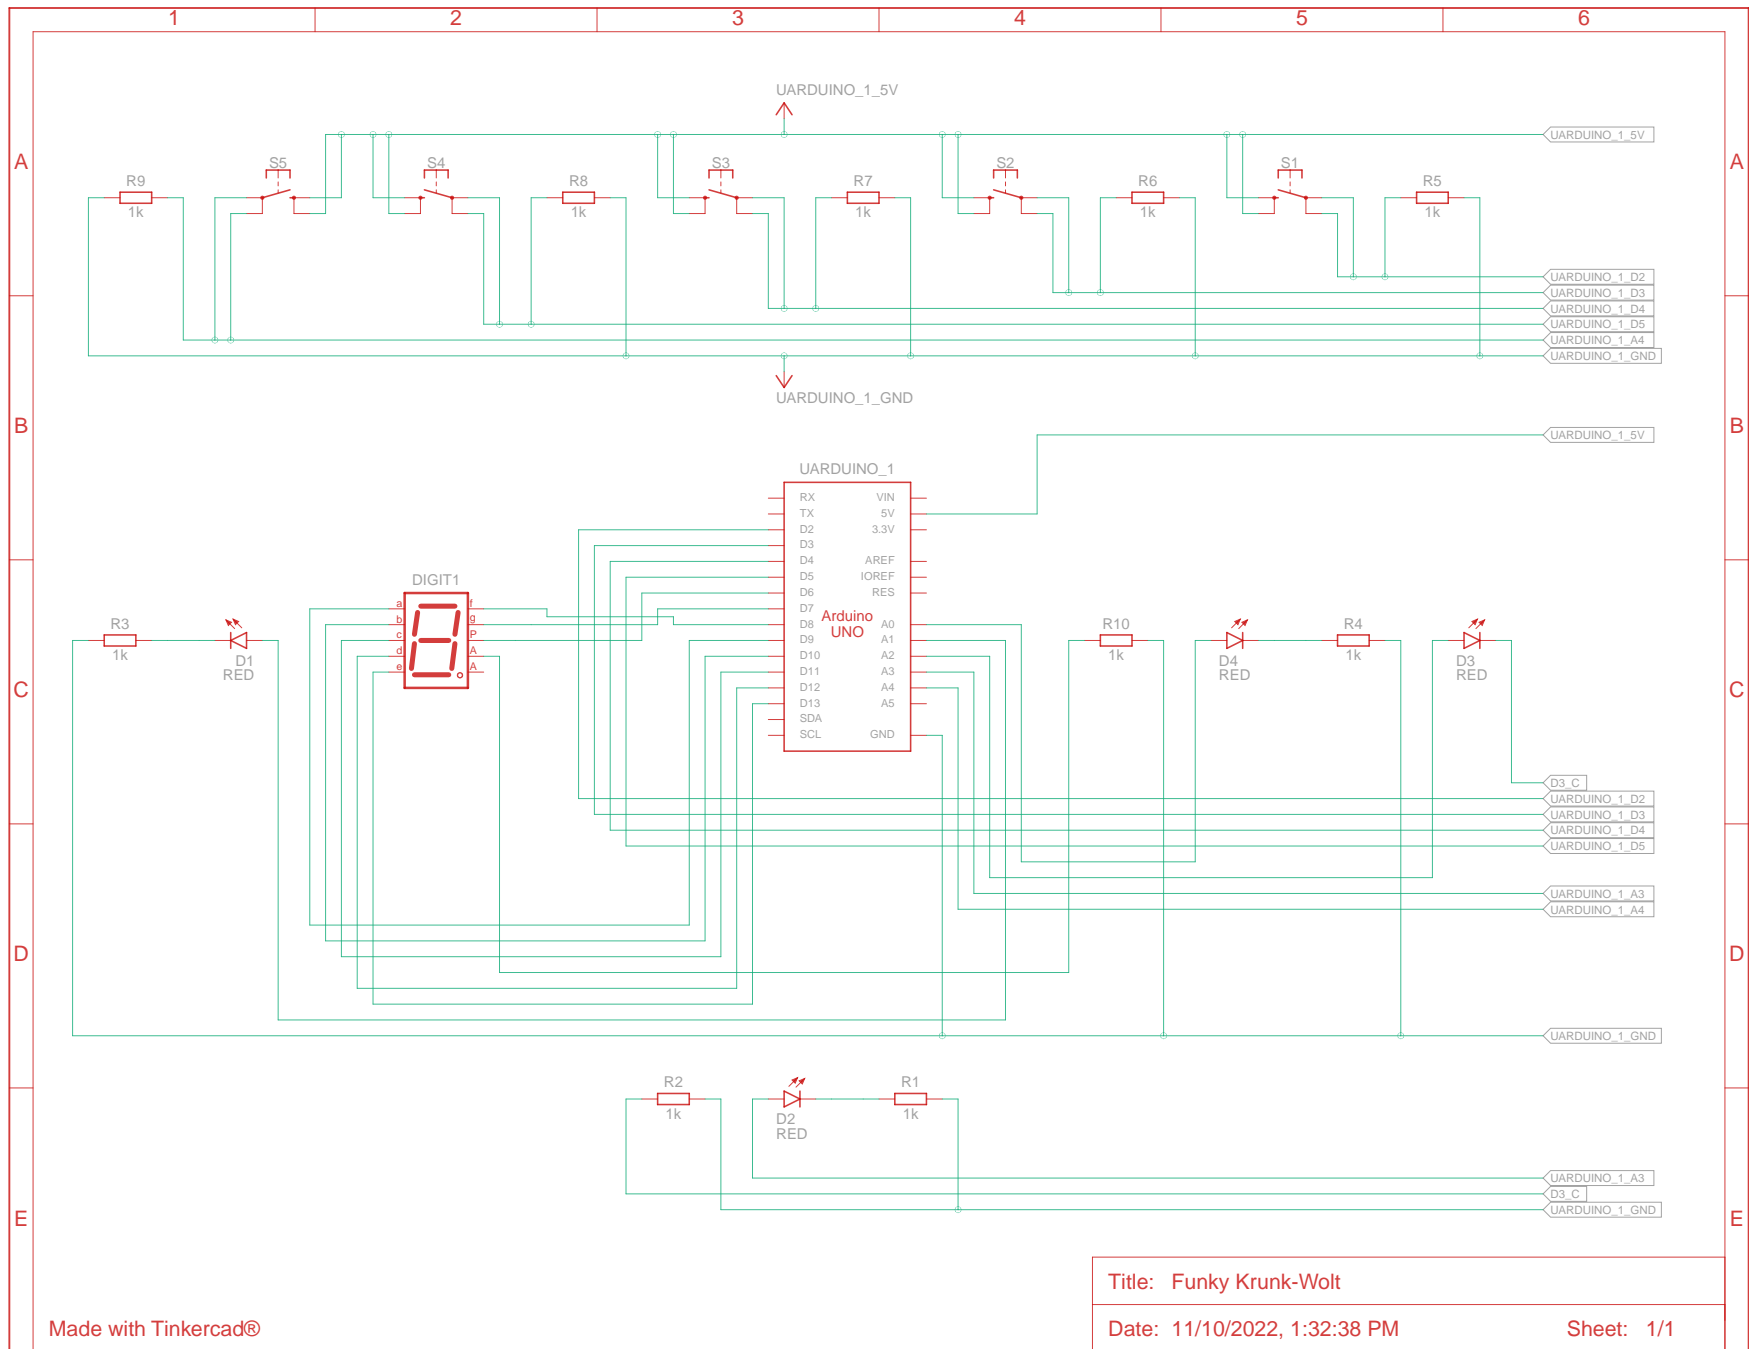 1 2 3 4 5 6
UARDUINO_1_5V
UARDUINO_1_5V
A A
S5 S4 S3 S2 S1
R9 R8 R7 R6 R5
1k 1k 1k 1k 1k
UARDUINO_1_D2
UARDUINO_1_D3
UARDUINO_1_D4
UARDUINO_1_D5
UARDUINO_1_A4
UARDUINO_1_GND
UARDUINO_1_GND
B B
UARDUINO_1_5V
UARDUINO_1
RX VIN
TX 5V
D2 3.3V
D3
D4 AREF
D5 IOREF
D6 RES
D7
D8 A0
D9 A1
D10 A2
D11 A3
D12 A4
D13 A5
SDA
SCL GND
Arduino
UNO
DIGIT1
a f
b g
c P
d A
e A
R3
1k
D1
RED
R10
1k
D4
RED
R4
1k
D3
RED
C C
D3_C
UARDUINO_1_D2
UARDUINO_1_D3
UARDUINO_1_D4
UARDUINO_1_D5
UARDUINO_1_A3
UARDUINO_1_A4
D D
UARDUINO_1_GND
R2
1k
D2
RED
R1
1k
UARDUINO_1_A3
D3_C
UARDUINO_1_GND
E E
Title: Funky Krunk-Wolt
Made with Tinkercad®
Date: 11/10/2022, 1:32:38 PM Sheet: 1/1